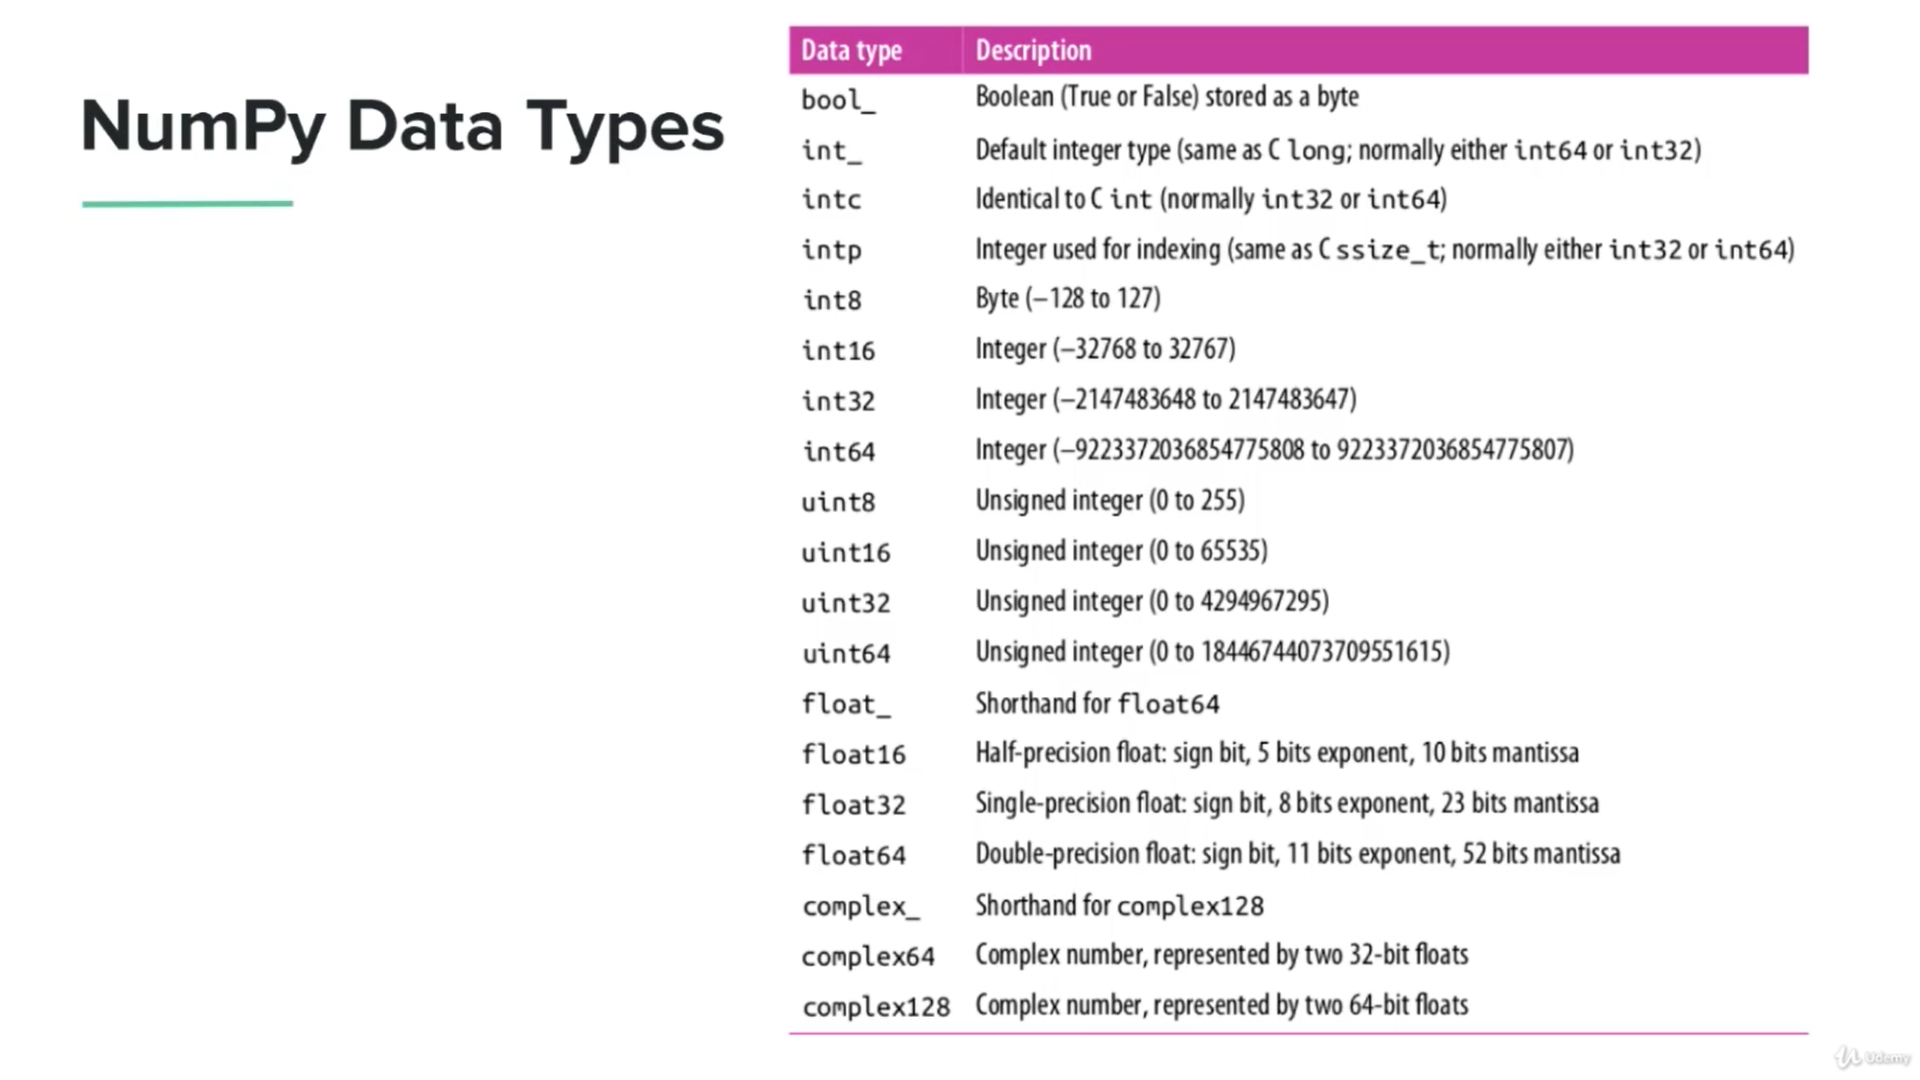 NumPy Data Types
Data type Description
bool_ Boolean (True or False) stored as a byte
int_ Default integer type (same as C long; normally either int64 or int32)
intc Identical to C int (normally int32 or int64)
intp Integer used for indexing (same as C ssize_t; normally either int32 or int64)
int8 Byte (–128 to 127)
int16 Integer (–32768 to 32767)
int32 Integer (–2147483648 to 2147483647)
int64 Integer (–9223372036854775808 to 9223372036854775807)
uint8 Unsigned integer (0 to 255)
uint16 Unsigned integer (0 to 65535)
uint32 Unsigned integer (0 to 4294967295)
uint64 Unsigned integer (0 to 18446744073709551615)
float_ Shorthand for float64
float16 Half-precision float: sign bit, 5 bits exponent, 10 bits mantissa
float32 Single-precision float: sign bit, 8 bits exponent, 23 bits mantissa
float64 Double-precision float: sign bit, 11 bits exponent, 52 bits mantissa
complex_ Shorthand for complex128
complex64 Complex number, represented by two 32-bit floats
complex128 Complex number, represented by two 64-bit floats
Udemy